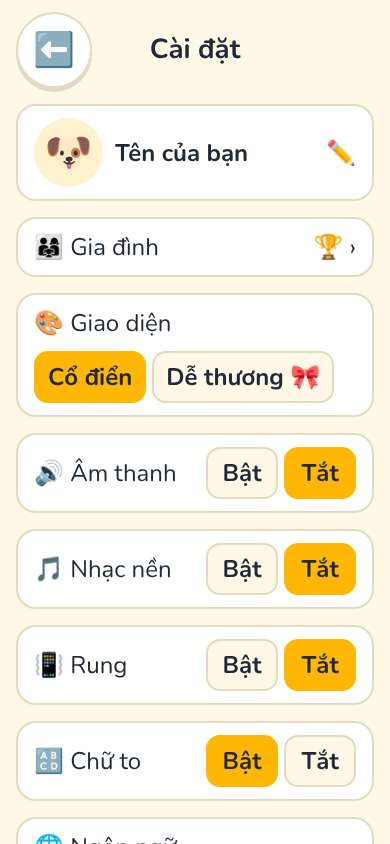 Cài đặt
Tên của bạn
Gia đình
Giao diện
Cổ điển Dễ thương
Âm thanh Bật Tắt
Nhạc nền Bật Tắt
Rung Bật Tắt
Chữ to Bật Tắt